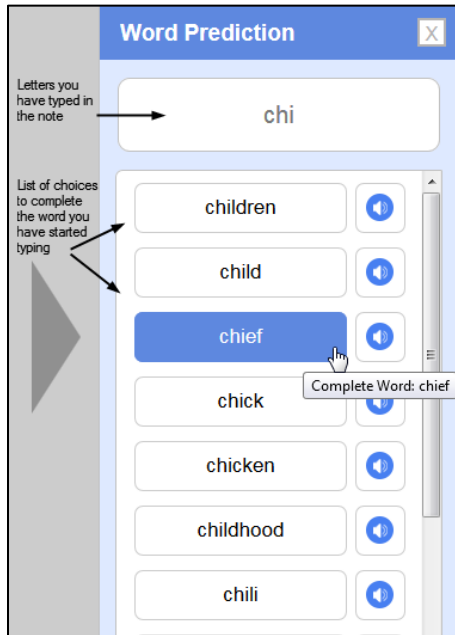 Word Prediction
X
Letters you
have typed in
the note
chi
List of choices
to complete
the word you
have started
typing
children
child
chief
Complete Word: chief
chick
chicken
childhood
chili